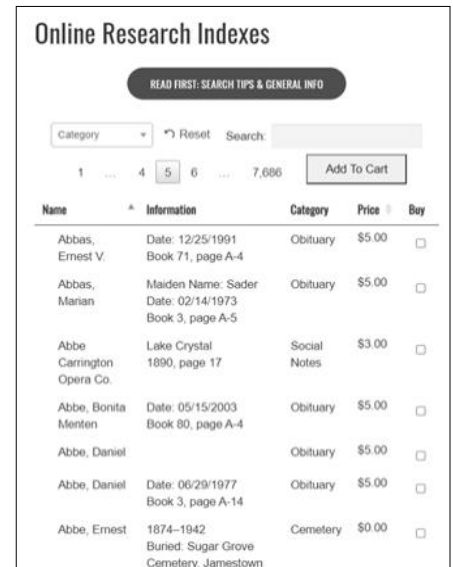 Online Research Indexes
READ FIRST: SEARCH TIPS & GENERAL INFO
Category Reset Search:
1 ... 4 5 6 ... 7,686 Add To Cart
Name Information Category Price Buy
Abbas, Date: 12/25/1991 Obituary $5.00
Ernest V. Book 71, page A-4
Abbas, Maiden Name: Sader Obituary $5.00
Marian Date: 02/14/1973
Book 3, page A-5
Abbe Lake Crystal Social $3.00
Carrington 1890, page 17 Notes
Opera Co.
Abbe, Bonita Date: 05/15/2003 Obituary $5.00
Menten Book 80, page A-4
Abbe, Daniel Obituary $5.00
Abbe, Daniel Date: 06/29/1977 Obituary $5.00
Book 3, page A-14
Abbe, Ernest 1874–1942 Cemetery $0.00
Buried: Sugar Grove
Cemetery, Jamestown